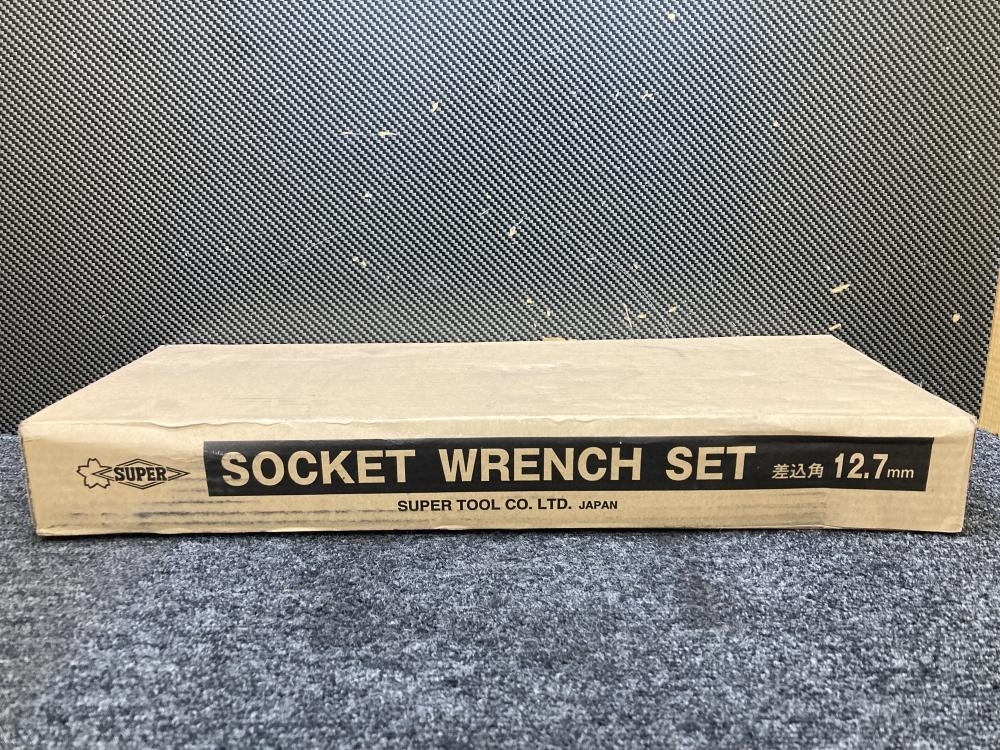 SUPER
SOCKET WRENCH SET 差込角 12.7mm
SUPER TOOL CO. LTD. JAPAN